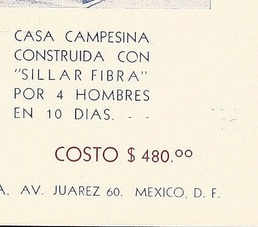 CASA CAMPESINA
CONSTRUIDA CON
"SILLAR FIBRA"
POR 4 HOMBRES
EN 10 DIAS. - -
COSTO $ 480.00
A, AV. JUAREZ 60. MEXICO, D. F.